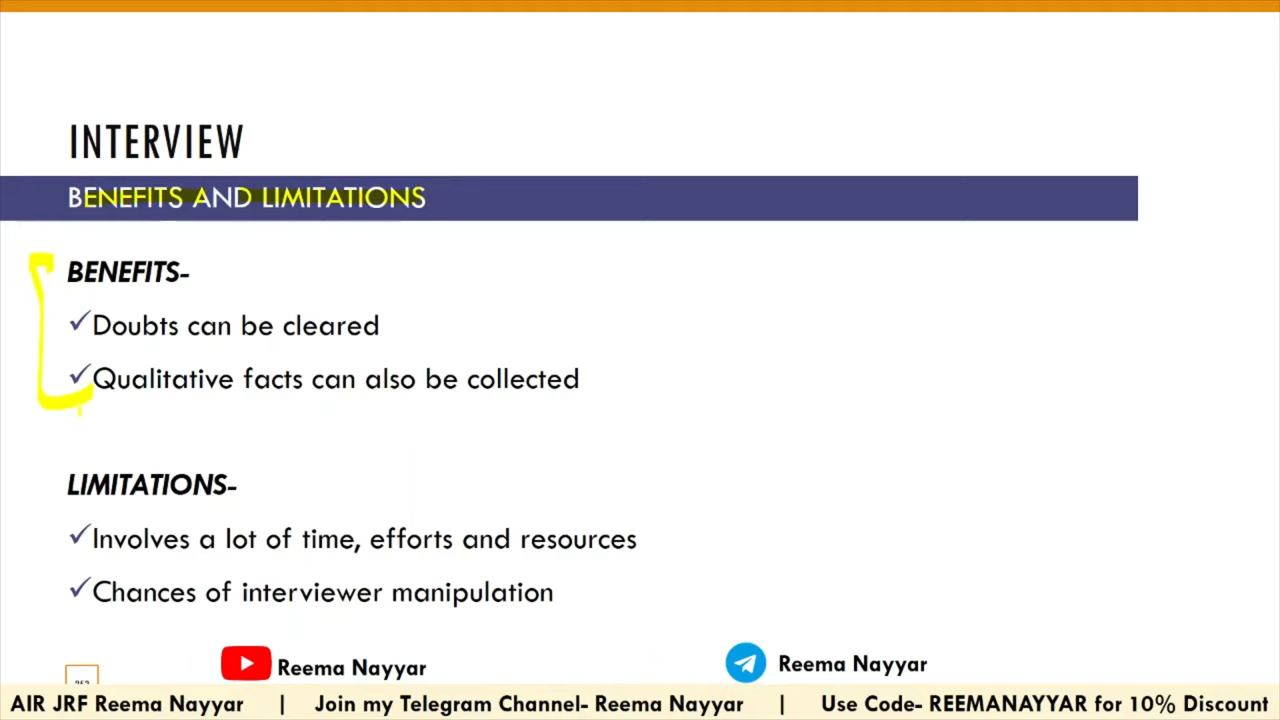 INTERVIEW
BENEFITS AND LIMITATIONS
BENEFITS-
✓Doubts can be cleared
✓Qualitative facts can also be collected
LIMITATIONS-
✓Involves a lot of time, efforts and resources
✓Chances of interviewer manipulation
Reema Nayyar Reema Nayyar
AIR JRF Reema Nayyar | Join my Telegram Channel- Reema Nayyar | Use Code- REEMANAYYAR for 10% Discount